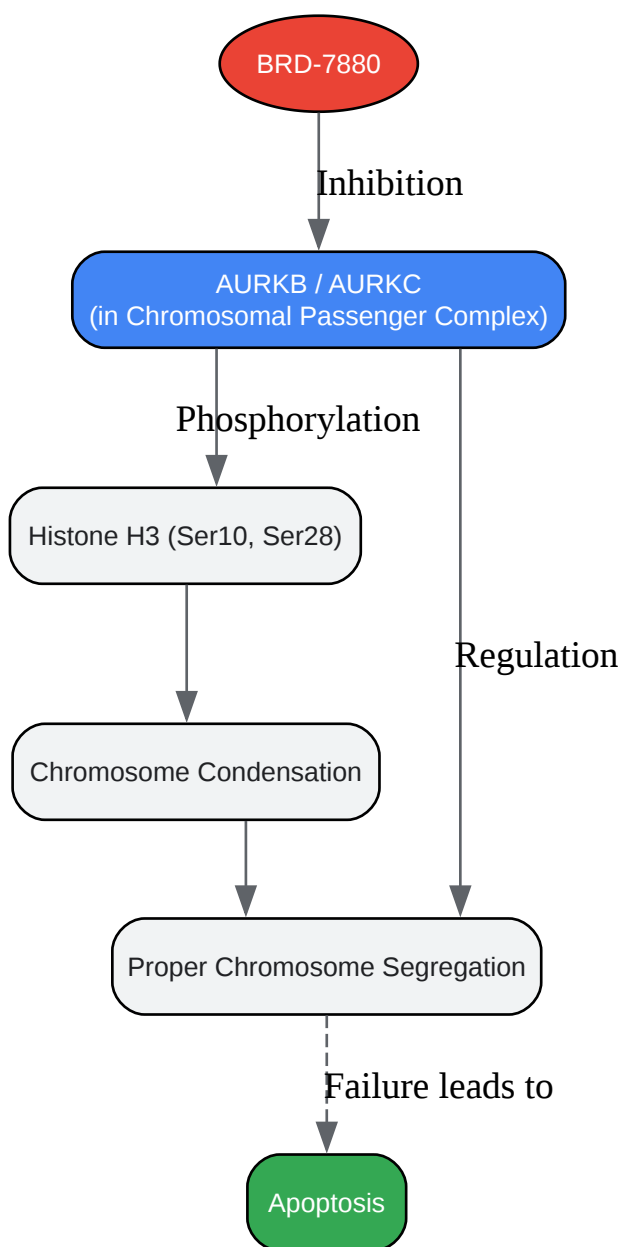 BRD-7880
Inhibition
AURKB / AURKC
(in Chromosomal Passenger Complex)
Phosphorylation
Histone H3 (Ser10, Ser28)
Regulation
Chromosome Condensation
Proper Chromosome Segregation
Failure leads to
Apoptosis